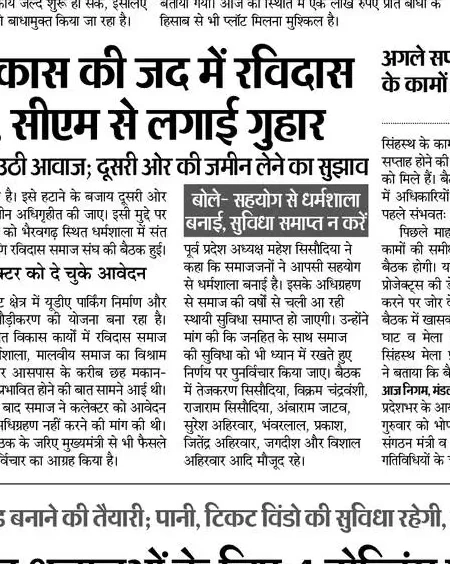 जल्द शुरू हो सके, इसलिए
बाधामुक्त किया जा रहा है।
बताया गया। आज की स्थिति में एक लाख रुपए प्रति बीघा के
हिसाब से भी प्लॉट मिलना मुश्किल है।
कास की जद में रविदास
सीएम से लगाई गुहार
उठी आवाज; दूसरी ओर की जमीन लेने का सुझाव
है। इसे हटाने के बजाय दूसरी ओर
अधिगृहीत की जाए। इसी मुद्दे पर
को भैरवगढ़ स्थित धर्मशाला में संत
रविदास समाज संघ की बैठक हुई।
क्टर को दे चुके आवेदन
क्षेत्र में यूडीए पार्किंग निर्माण और
की योजना बना रहा है।
विकास कार्यों में रविदास समाज
मालवीय समाज का विश्राम
आसपास के करीब छह मकान-
प्रभावित होने की बात सामने आई थी।
बाद समाज ने कलेक्टर को आवेदन
अधिग्रहण नहीं करने की मांग की थी।
के जरिए मुख्यमंत्री से भी फैसले
का आग्रह किया है।
बोले- सहयोग से धर्मशाला
बनाई, सुविधा समाप्त न करें
पूर्व प्रदेश अध्यक्ष महेश सिसौदिया ने
कहा कि समाजजनों ने आपसी सहयोग
से धर्मशाला बनाई है। इसके अधिग्रहण
से समाज की वर्षों से चली आ रही
स्थायी सुविधा समाप्त हो जाएगी। उन्होंने
मांग की कि जनहित के साथ समाज
की सुविधा को भी ध्यान में रखते हुए
निर्णय पर पुनर्विचार किया जाए। बैठक
में तेजकरण सिसौदिया, विक्रम चंद्रवंशी,
राजाराम सिसौदिया, अंबाराम जाटव,
सुरेश अहिरवार, भंवरलाल, प्रकाश,
जितेंद्र अहिरवार, जगदीश और विशाल
अहिरवार आदि मौजूद रहे।
अगले
के कामों
सिंहस्थ के काम
सप्ताह होने की
को मिले हैं।
में अधिकारियों
पहले संभवतः
पिछले माह
कामों की समी
बैठक होगी।
प्रोजेक्ट्स की
करने पर जोर
बैठक में खासक
घाट व मेला
सिंहस्थ मेला
ने बताया कि
आज निगम, मंडल
प्रदेशभर के आय
गुरुवार को भोप
संगठन मंत्री व
गतिविधियों के
बनाने की तैयारी; पानी, टिकट विंडो की सुविधा रहेगी,